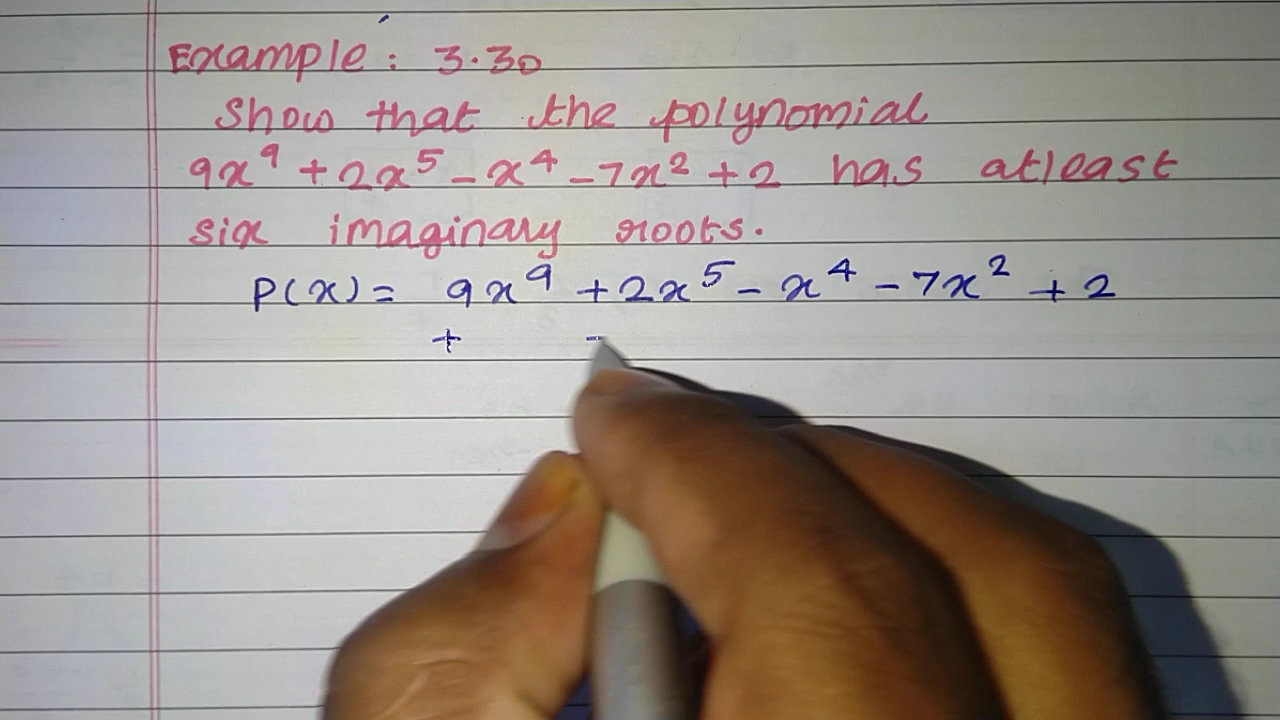 Example: 3.30
Show that the polynomial
9x⁹ + 2x⁵ - x⁴ - 7x² + 2 has atleast
six imaginary roots.
P(x) = 9x⁹ + 2x⁵ - x⁴ - 7x² + 2
+ -